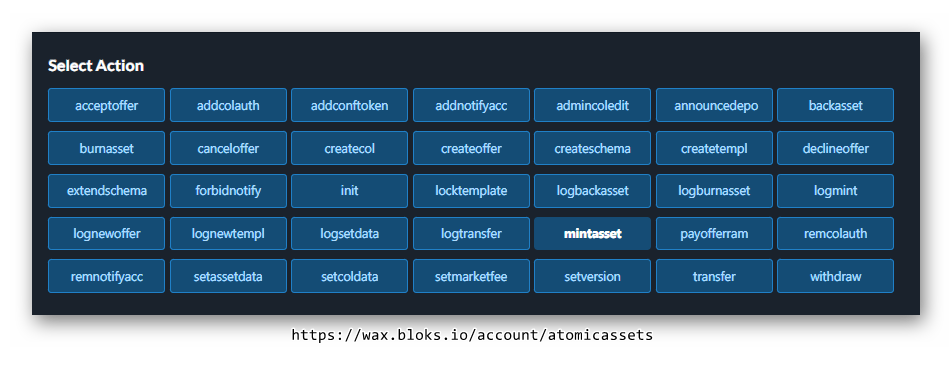 Select Action
acceptoffer addcolauth addconftoken addnotifyacc admincoledit announcedepo backasset
burnasset canceloffer createcol createoffer createschema createtempl declineoffer
extendschema forbidnotify init locktemplate logbackasset logburnasset logmint
lognewoffer lognewtempl logsetdata logtransfer mintasset payofferram remcolauth
remnotifyacc setassetdata setcoldata setmarketfee setversion transfer withdraw
https://wax.bloks.io/account/atomicassets